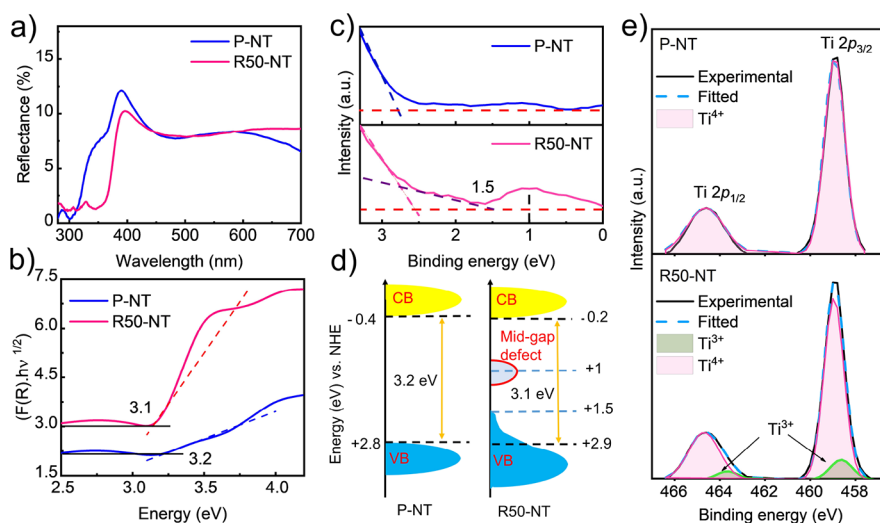 a)
P-NT
R50-NT
Reflectance (%)
15
10
5
0
300
400
500
600
700
Wavelength (nm)
b)
P-NT
R50-NT
(F(R).hν ¹/²)
7.5
6.0
4.5
3.0
1.5
3.1
3.2
2.5
3.0
3.5
4.0
Energy (eV)
c)
P-NT
R50-NT
1.5
Intensity (a.u.)
3
2
1
0
Binding energy (eV)
d)
Energy (eV) vs. NHE
CB
CB
- 0.4
-0.2
Mid-gap
defect
+1
3.2 eV
3.1 eV
+1.5
+2.8
+2.9
VB
VB
P-NT
R50-NT
e)
P-NT
Ti 2p₃/₂
Experimental
Fitted
Ti⁴⁺
Ti 2p₁/₂
Intensity (a.u.)
R50-NT
Experimental
Fitted
Ti³⁺
Ti⁴⁺
Ti³⁺
466
464
462
460
458
Binding energy (eV)